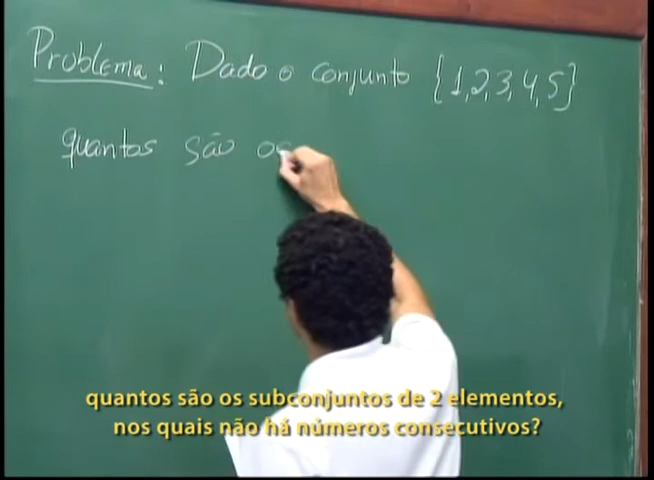 Problema: Dado o conjunto {1,2,3,4,5}
quantos são os
quantos são os subconjuntos de 2 elementos,
nos quais não há números consecutivos?